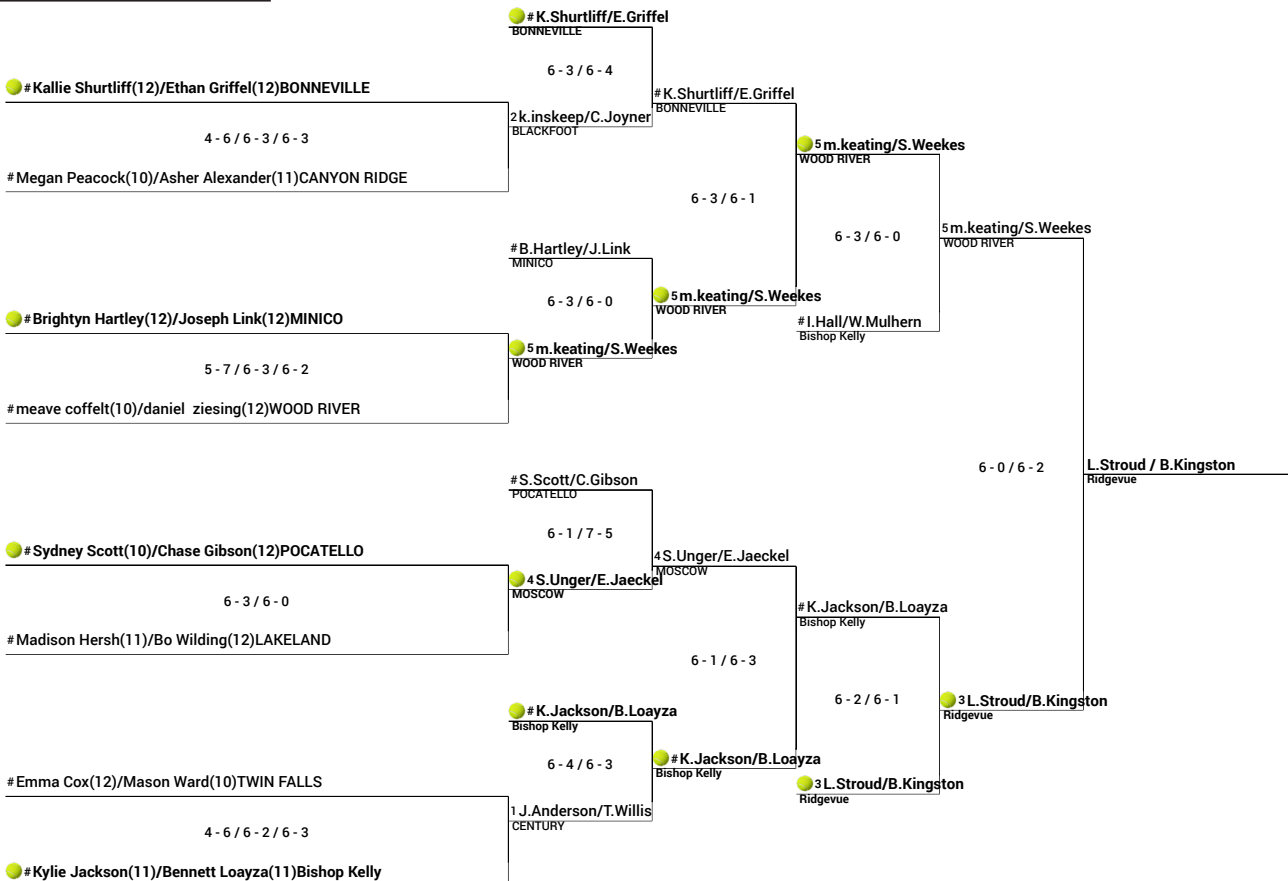 #Kallie Shurtliff(12)/Ethan Griffel(12)BONNEVILLE
4 - 6 / 6 - 3 / 6 - 3
#Megan Peacock(10)/Asher Alexander(11)CANYON RIDGE
#Brightyn Hartley(12)/Joseph Link(12)MINICO
5 - 7 / 6 - 3 / 6 - 2
#meave coffelt(10)/daniel ziesing(12)WOOD RIVER
#Sydney Scott(10)/Chase Gibson(12)POCATELLO
6 - 3 / 6 - 0
#Madison Hersh(11)/Bo Wilding(12)LAKELAND
#Emma Cox(12)/Mason Ward(10)TWIN FALLS
4 - 6 / 6 - 2 / 6 - 3
#Kylie Jackson(11)/Bennett Loayza(11)Bishop Kelly
#K.Shurtliff/E.Griffel
BONNEVILLE
6 - 3 / 6 - 4
2k.inskeep/C.Joyner
BLACKFOOT
#B.Hartley/J.Link
MINICO
6 - 3 / 6 - 0
5m.keating/S.Weekes
WOOD RIVER
#S.Scott/C.Gibson
POCATELLO
6 - 1 / 7 - 5
4S.Unger/E.Jaeckel
MOSCOW
#K.Jackson/B.Loayza
Bishop Kelly
6 - 4 / 6 - 3
1J.Anderson/T.Willis
CENTURY
#K.Shurtliff/E.Griffel
BONNEVILLE
6 - 3 / 6 - 1
5m.keating/S.Weekes
WOOD RIVER
4S.Unger/E.Jaeckel
MOSCOW
6 - 1 / 6 - 3
#K.Jackson/B.Loayza
Bishop Kelly
5m.keating/S.Weekes
WOOD RIVER
6 - 3 / 6 - 0
#I.Hall/W.Mulhern
Bishop Kelly
#K.Jackson/B.Loayza
Bishop Kelly
6 - 2 / 6 - 1
3L.Stroud/B.Kingston
Ridgevue
5m.keating/S.Weekes
WOOD RIVER
6 - 0 / 6 - 2
3L.Stroud/B.Kingston
Ridgevue
L.Stroud / B.Kingston
Ridgevue